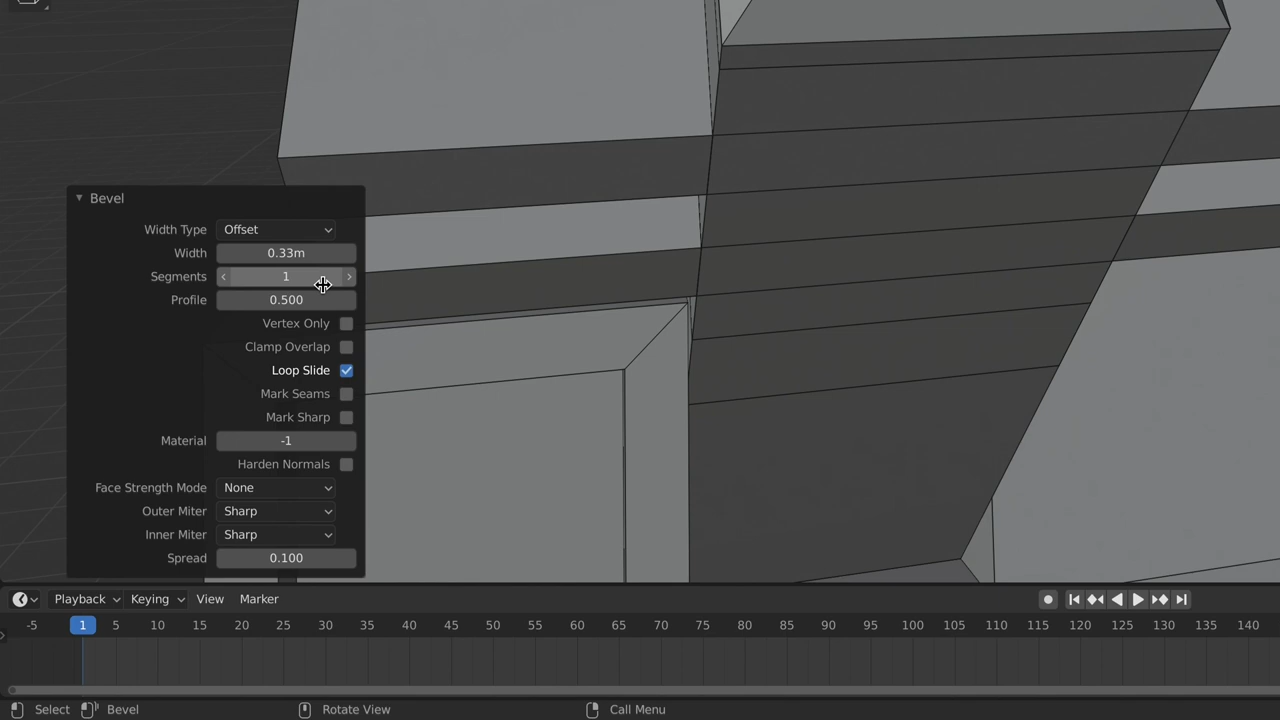 Bevel
Width Type Offset
Width 0.33m
Segments 1
Profile 0.500
Vertex Only
Clamp Overlap
Loop Slide
Mark Seams
Mark Sharp
Material -1
Harden Normals
Face Strength Mode None
Outer Miter Sharp
Inner Miter Sharp
Spread 0.100
Playback Keying View Marker
-5 1 5 10 15 20 25 30 35 40 45 50 55 60 65 70 75 80 85 90 95 100 105 110 115 120 125 130 135 140
Select Bevel Rotate View Call Menu